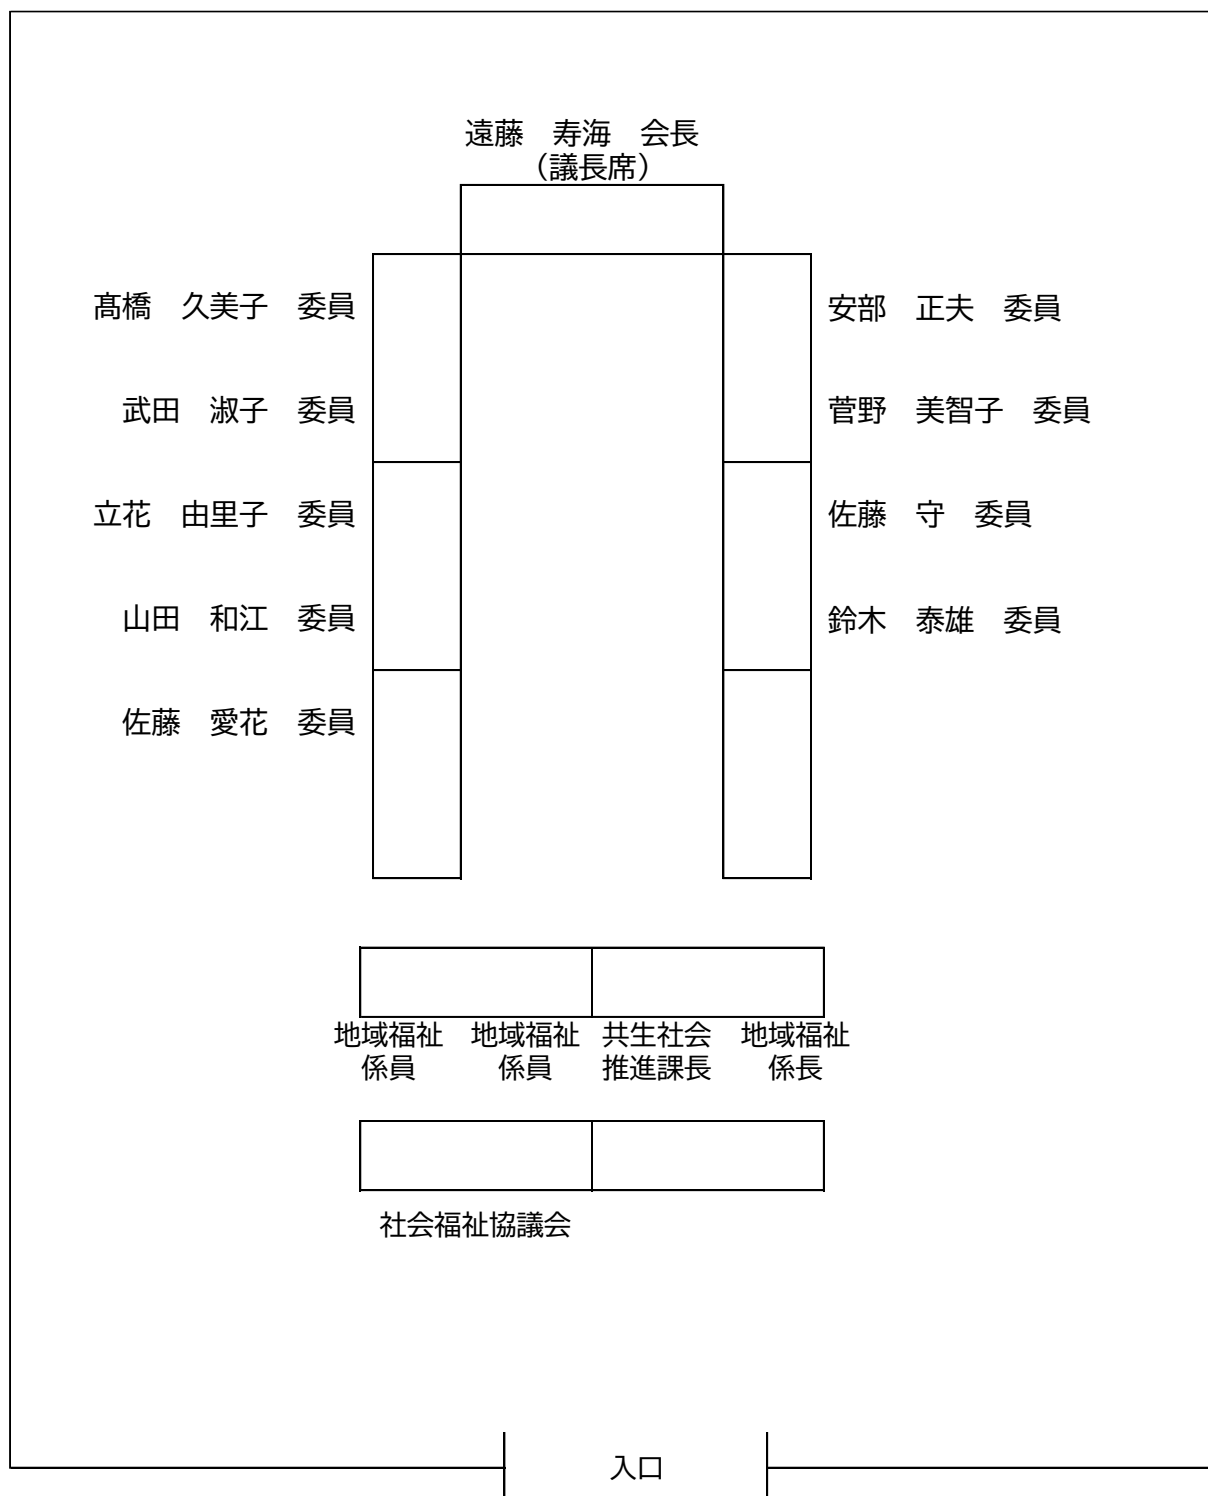 遠藤　寿海　会長
（議長席）
髙橋　久美子　委員
安部　正夫　委員
武田　淑子　委員
菅野　美智子　委員
立花　由里子　委員
佐藤　守　委員
山田　和江　委員
鈴木　泰雄　委員
佐藤　愛花　委員
地域福祉　地域福祉　共生社会　地域福祉
係員　係員　推進課長　係長
社会福祉協議会
入口